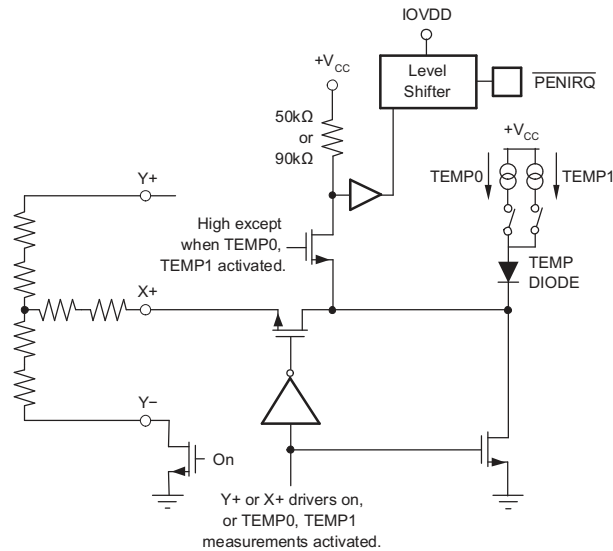 IOVDD
+VCC
Level
Shifter
PENIRQ
50kΩ
or
90kΩ
+VCC
TEMP0
TEMP1
Y+
High except
when TEMP0,
TEMP1 activated.
TEMP
DIODE
X+
Y−
On
Y+ or X+ drivers on,
or TEMP0, TEMP1
measurements activated.